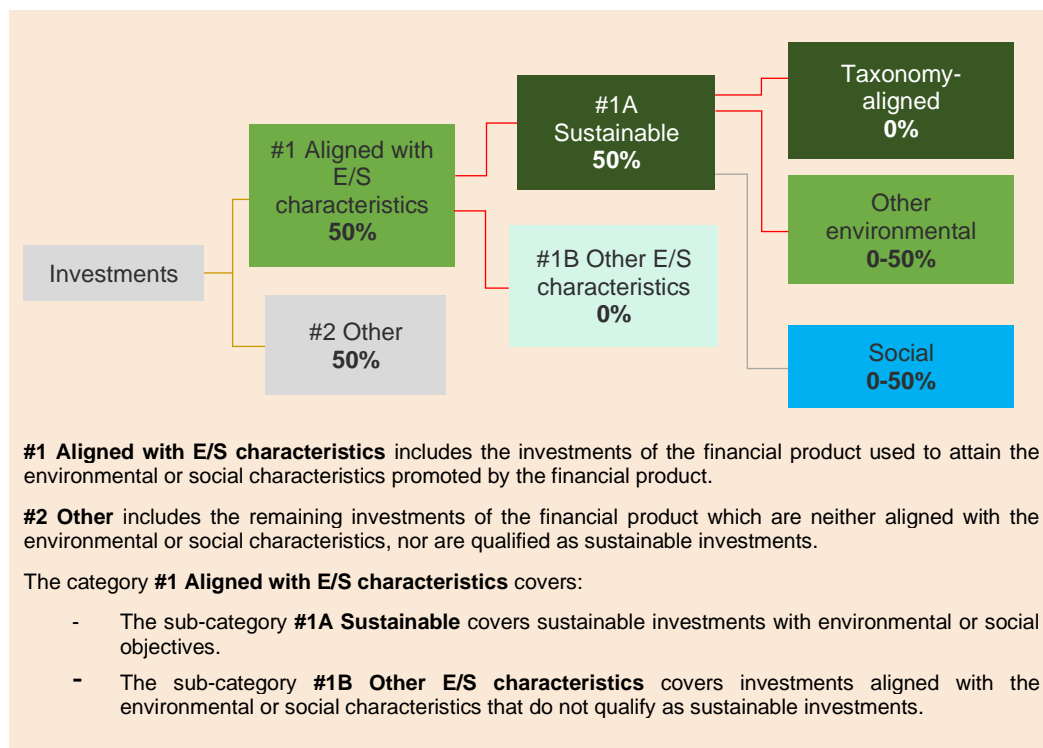 Taxonomy-
aligned
0%
#1A
Sustainable
50%
#1 Aligned with
E/S
characteristics
50%
Other
environmental
0-50%
#1B Other E/S
characteristics
0%
Investments
#2 Other
50%
Social
0-50%
#1 Aligned with E/S characteristics includes the investments of the financial product used to attain the
environmental or social characteristics promoted by the financial product.
#2 Other includes the remaining investments of the financial product which are neither aligned with the
environmental or social characteristics, nor are qualified as sustainable investments.
The category #1 Aligned with E/S characteristics covers:
- The sub-category #1A Sustainable covers sustainable investments with environmental or social
objectives.
- The sub-category #1B Other E/S characteristics covers investments aligned with the
environmental or social characteristics that do not qualify as sustainable investments.